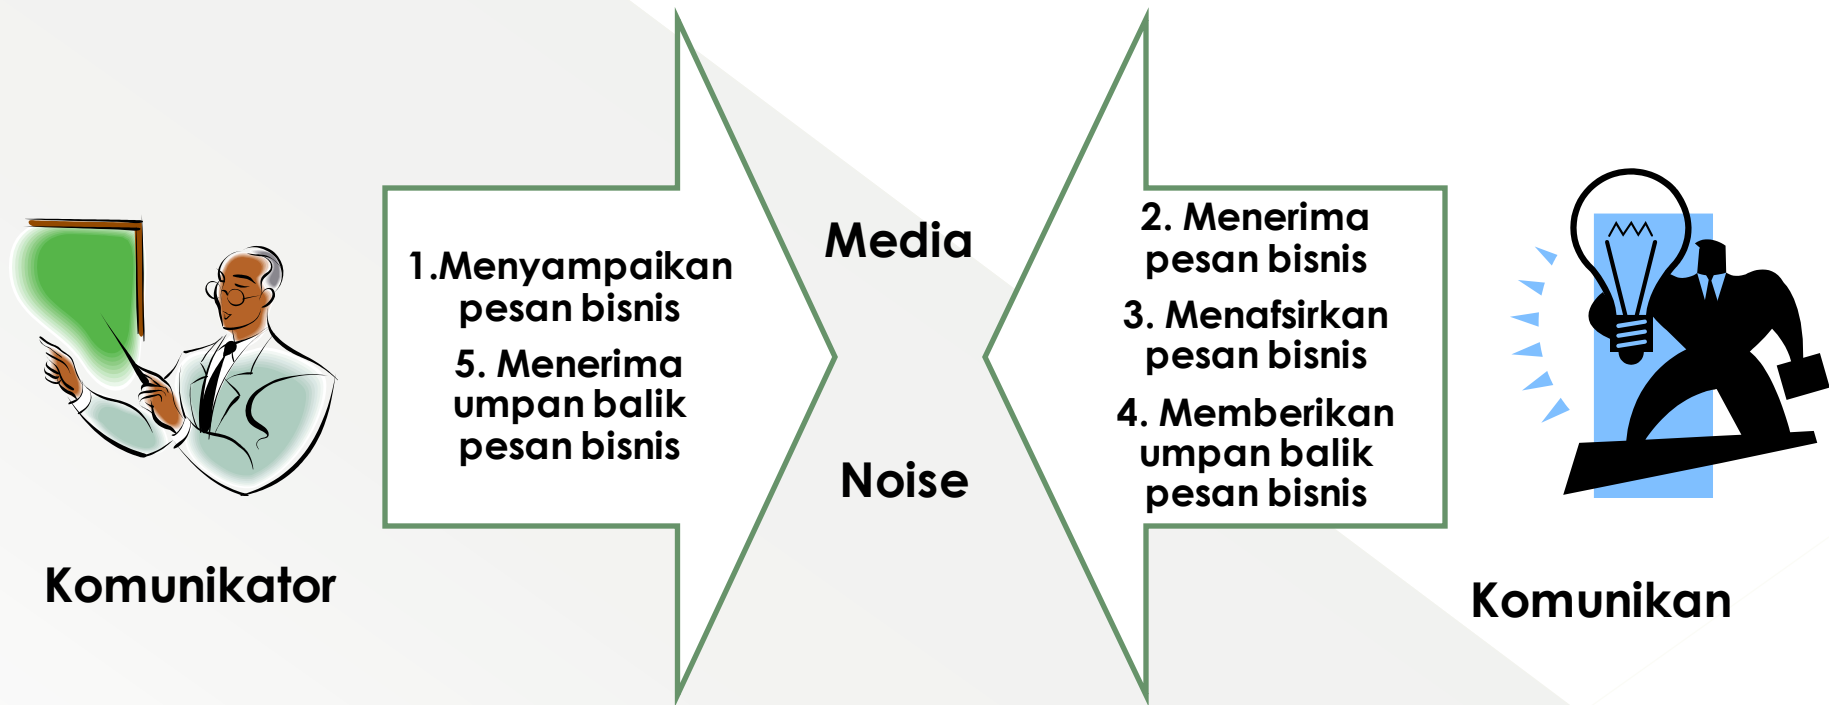 1.Menyampaikan
pesan bisnis
5. Menerima
umpan balik
pesan bisnis
Komunikator
Media
Noise
2. Menerima
pesan bisnis
3. Menafsirkan
pesan bisnis
4. Memberikan
umpan balik
pesan bisnis
Komunikan